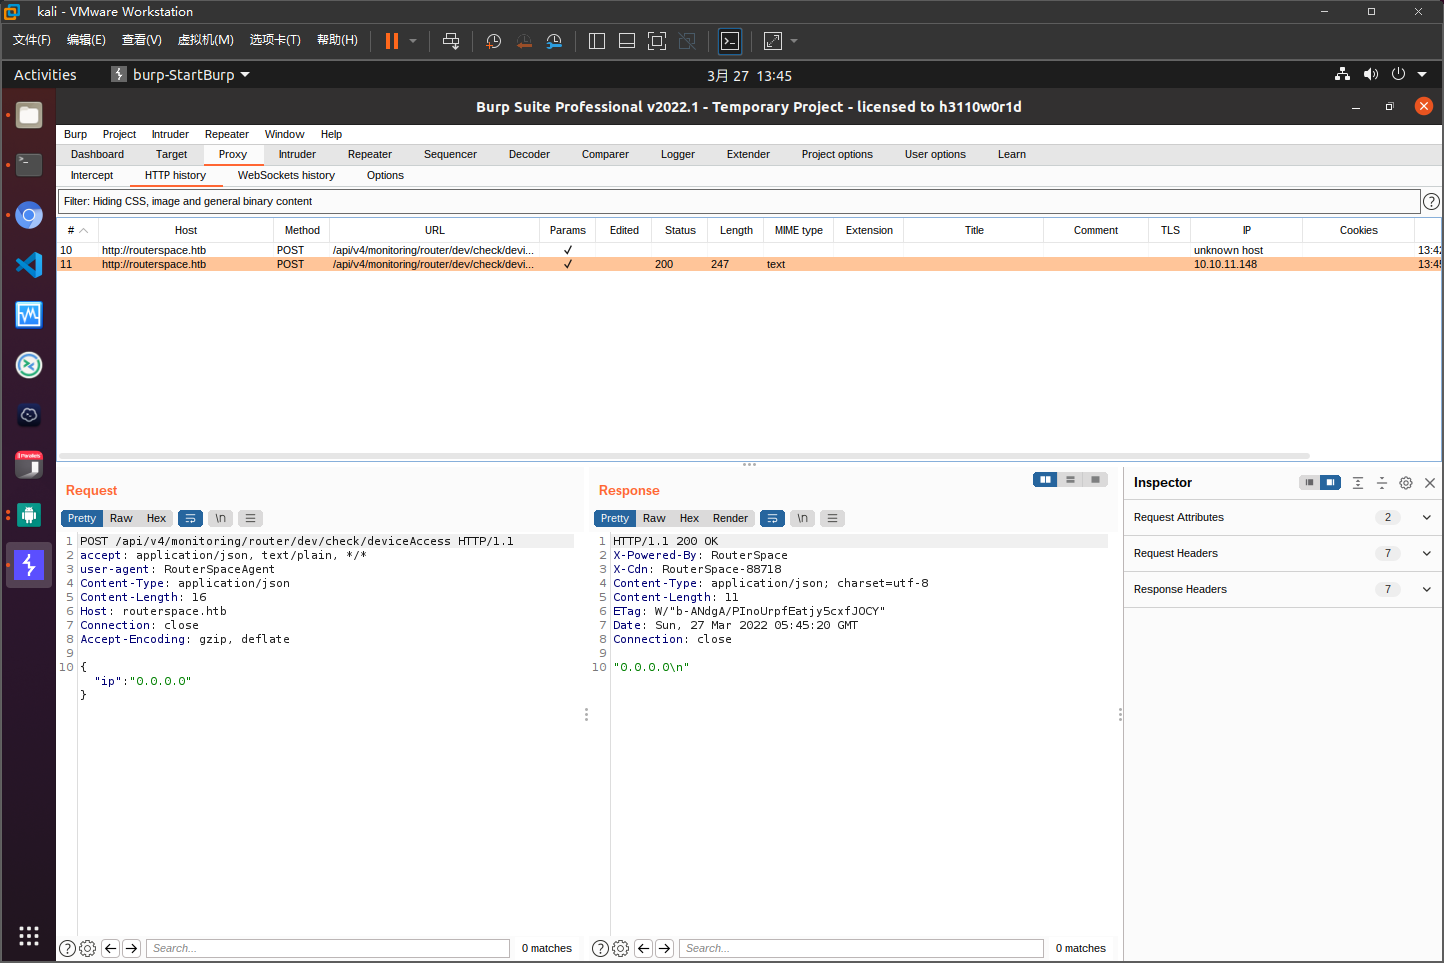 kali - VMware Workstation
文件(F) 编辑(E) 查看(V) 虚拟机(M) 选项卡(T) 帮助(H)
Activities burp-StartBurp 3月 27 13:45
Burp Suite Professional v2022.1 - Temporary Project - licensed to h3110w0r1d
Burp Project Intruder Repeater Window Help
Dashboard Target Proxy Intruder Repeater Sequencer Decoder Comparer Logger Extender Project options User options Learn
Intercept HTTP history WebSockets history Options
Filter: Hiding CSS, image and general binary content
# Host Method URL Params Edited Status Length MIME type Extension Title Comment TLS IP Cookies
10 http://routerspace.htb POST /api/v4/monitoring/router/dev/check/devi... ✓ unknown host 13:42
11 http://routerspace.htb POST /api/v4/monitoring/router/dev/check/devi... ✓ 200 247 text 10.10.11.148 13:45
Request
Pretty Raw Hex \n
1 POST /api/v4/monitoring/router/dev/check/deviceAccess HTTP/1.1
2 accept: application/json, text/plain, */*
3 user-agent: RouterSpaceAgent
4 Content-Type: application/json
5 Content-Length: 16
6 Host: routerspace.htb
7 Connection: close
8 Accept-Encoding: gzip, deflate
9
10 {
"ip":"0.0.0.0"
}
Search... 0 matches
Response
Pretty Raw Hex Render \n
1 HTTP/1.1 200 OK
2 X-Powered-By: RouterSpace
3 X-Cdn: RouterSpace-88718
4 Content-Type: application/json; charset=utf-8
5 Content-Length: 11
6 ETag: W/"b-ANdgA/PInoUrpfEatjy5cxfJOCY"
7 Date: Sun, 27 Mar 2022 05:45:20 GMT
8 Connection: close
9
10 "0.0.0.0\n"
Search... 0 matches
Inspector
Request Attributes 2
Request Headers 7
Response Headers 7